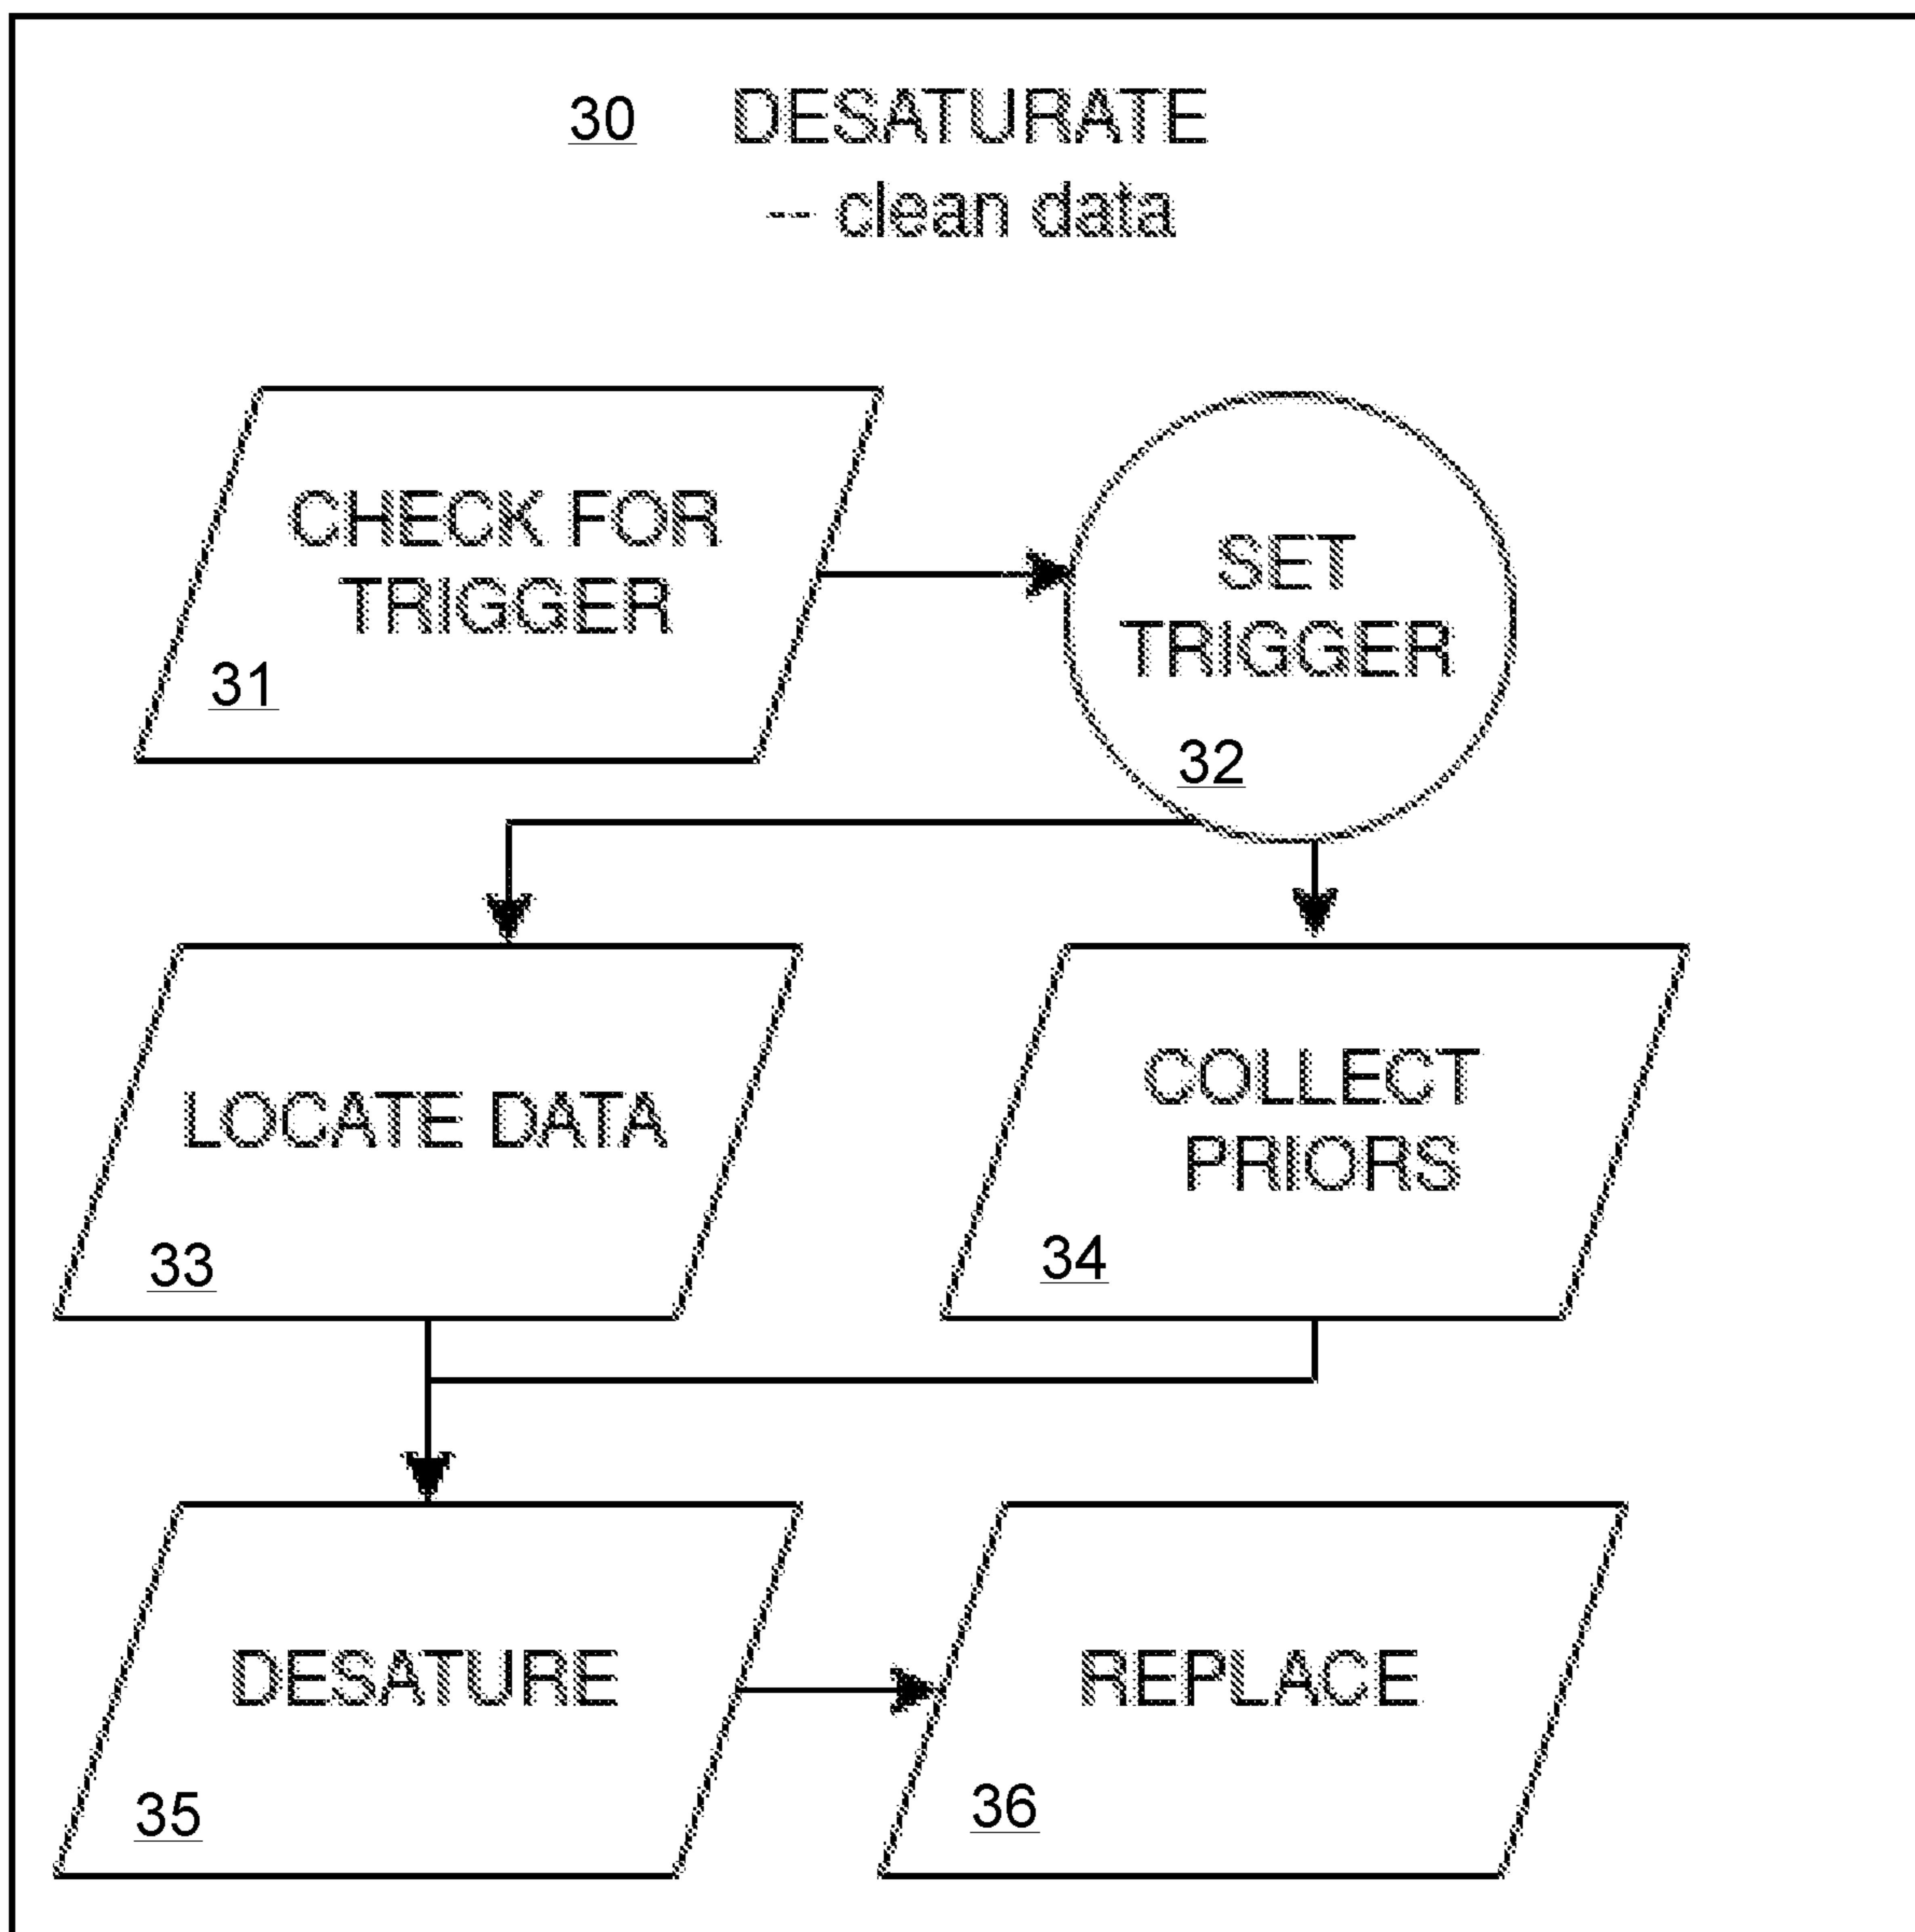 30 DESATURATE
-- clean data
CHECK FOR
TRIGGER
31
SET
TRIGGER
32
LOCATE DATA
33
COLLECT
PRIORS
34
DESATURE
35
REPLACE
36